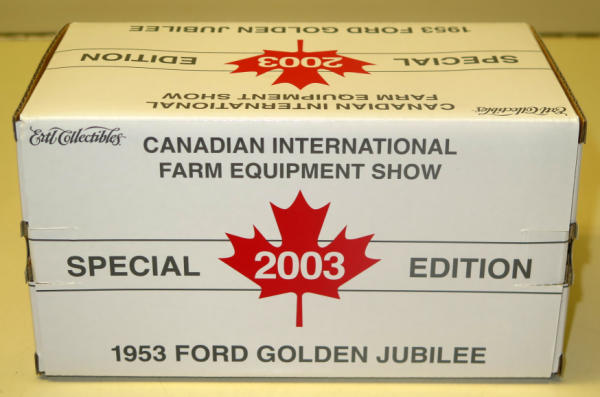 1953 FORD GOLDEN JUBILEE
SPECIAL 2003 EDITION
CANADIAN INTERNATIONAL
FARM EQUIPMENT SHOW
Ertl Collectibles
Ertl Collectibles
CANADIAN INTERNATIONAL
FARM EQUIPMENT SHOW
SPECIAL 2003 EDITION
1953 FORD GOLDEN JUBILEE